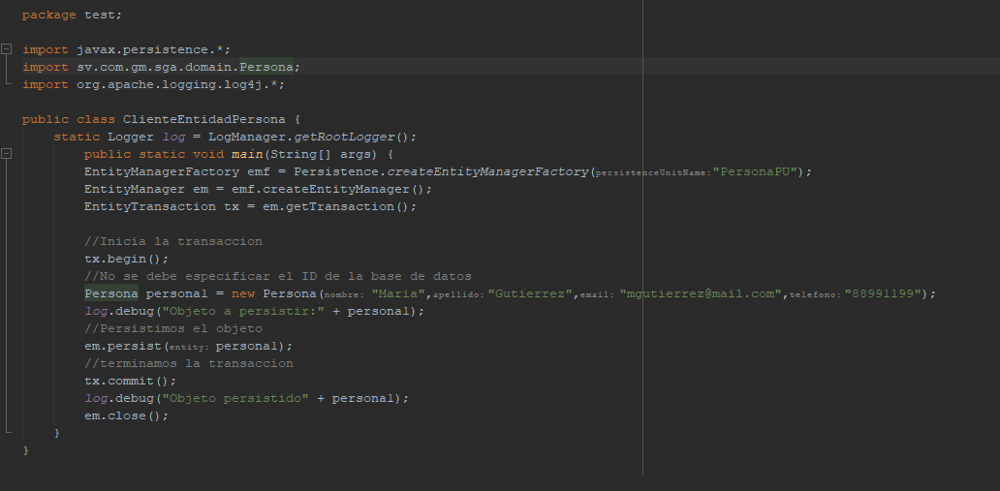 package test;
import javax.persistence.*;
import sv.com.gm.sga.domain.Persona;
import org.apache.logging.log4j.*;
public class ClienteEntidadPersona {
static Logger log = LogManager.getRootLogger();
public static void main(String[] args) {
EntityManagerFactory emf = Persistence.createEntityManagerFactory(persistenceUnitName:"PersonaPU");
EntityManager em = emf.createEntityManager();
EntityTransaction tx = em.getTransaction();
//Inicia la transaccion
tx.begin();
//No se debe especificar el ID de la base de datos
Persona personal = new Persona(nombre: "Maria",apellido:"Gutierrez",email: "mgutierrez@mail.com",telefono:"88991199");
log.debug("Objeto a persistir:" + personal);
//Persistimos el objeto
em.persist(entity: personal);
//terminamos la transaccion
tx.commit();
log.debug("Objeto persistido" + personal);
em.close();
}
}